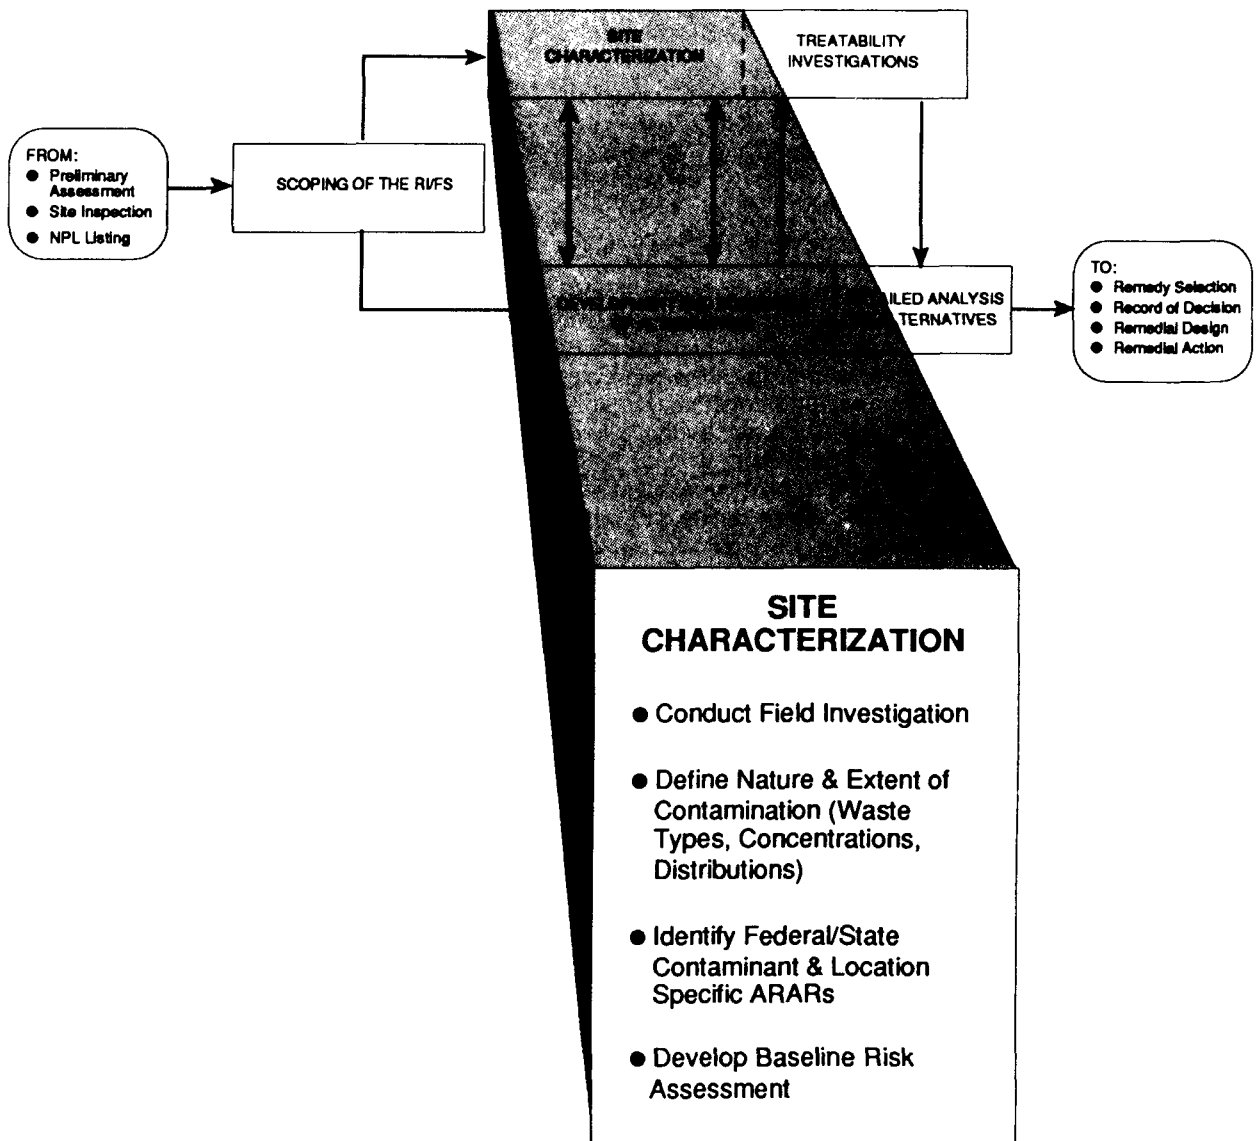 SITE
CHARACTERIZATION
TREATABILITY
INVESTIGATIONS
FROM:
● Preliminary
Assessment
● Site Inspection
● NPL Listing
SCOPING OF THE RI/FS
AILED ANALYSIS
TERNATIVES
TO:
● Remedy Selection
● Record of Decision
● Remedial Design
● Remedial Action
SITE
CHARACTERIZATION
● Conduct Field Investigation
● Define Nature & Extent of
Contamination (Waste
Types, Concentrations,
Distributions)
● Identify Federal/State
Contaminant & Location
Specific ARARs
● Develop Baseline Risk
Assessment